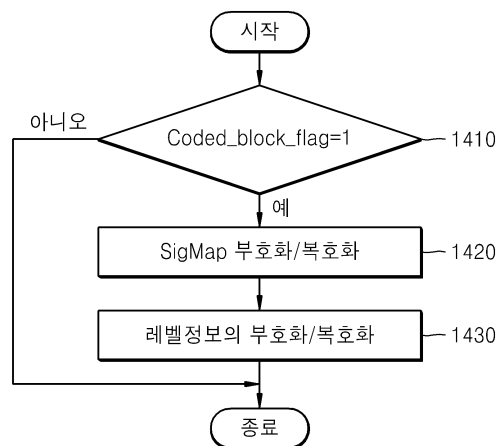 시작
아니오
Coded_block_flag=1
1410
예
SigMap 부호화/복호화
1420
레벨정보의 부호화/복호화
1430
종료